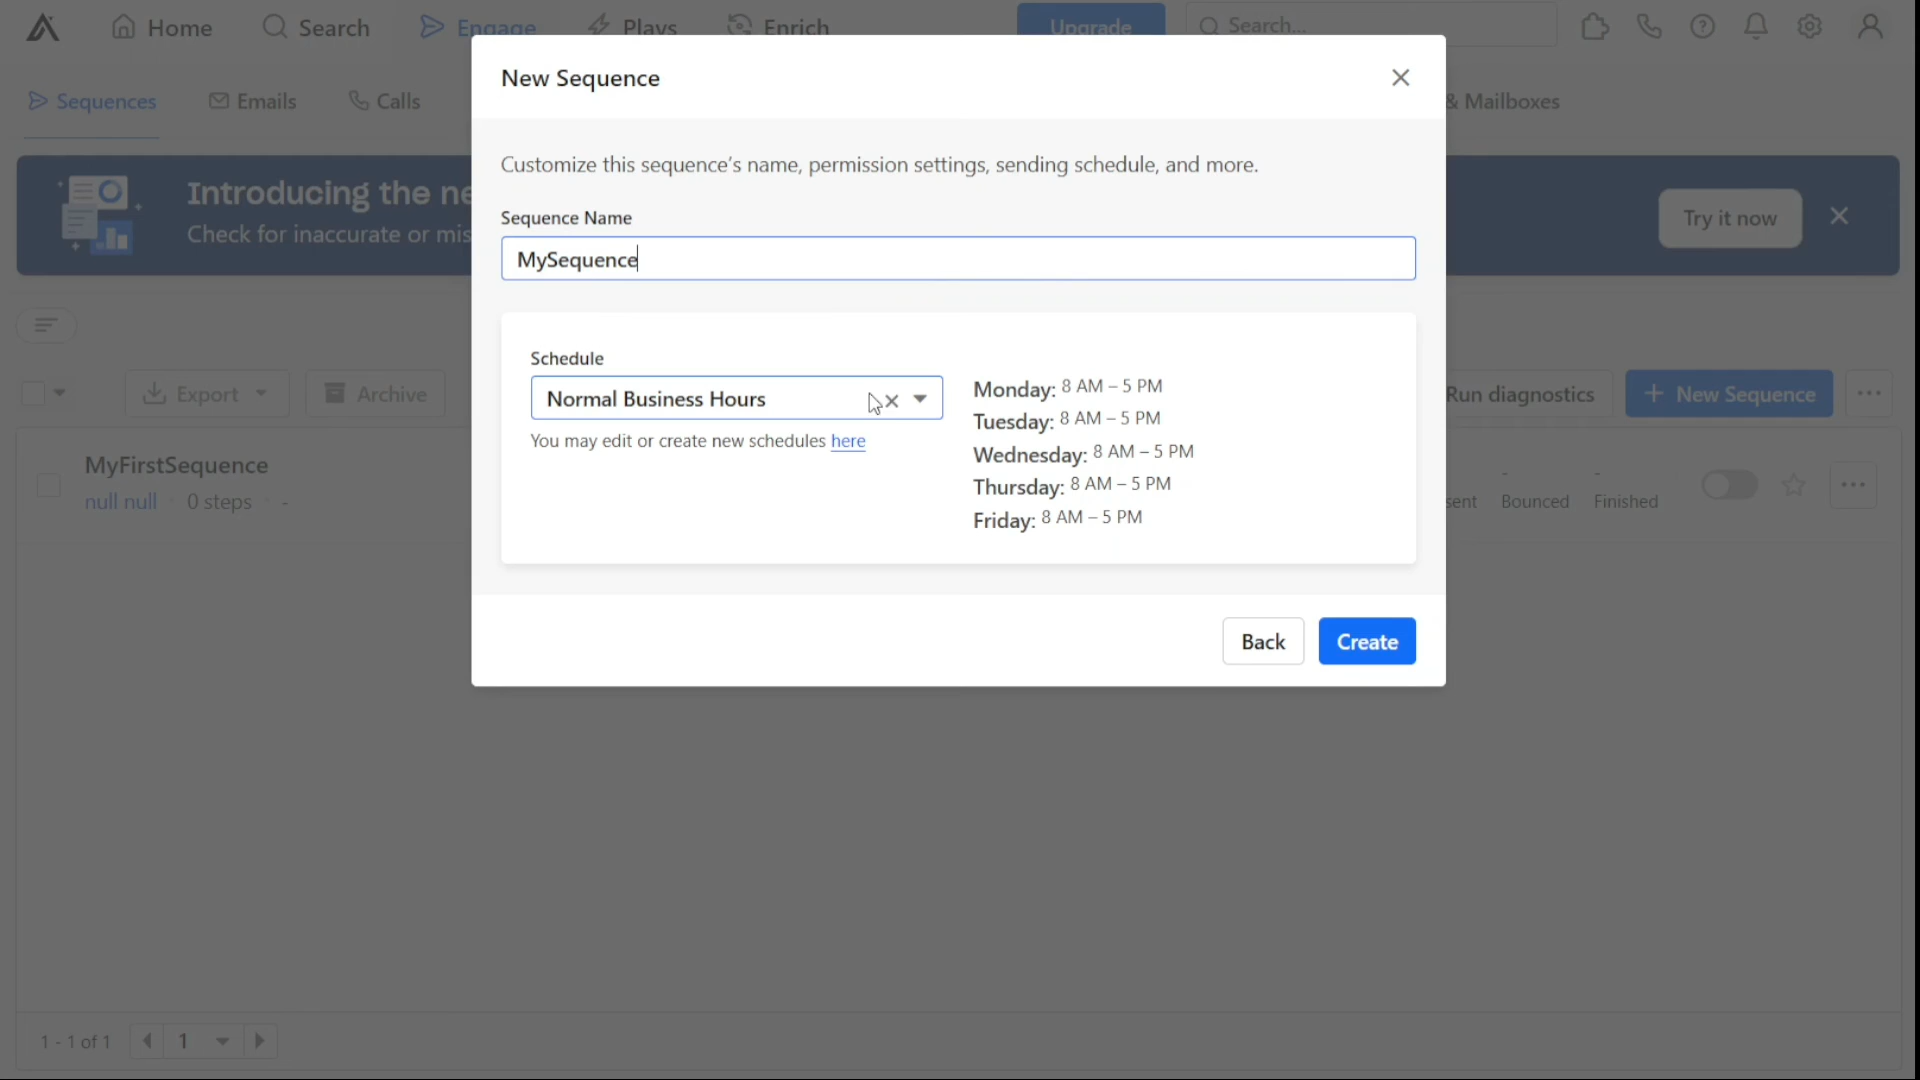 Home
Search
Engage
Plays
Enrich
Upgrade
Search...
Sequences
Emails
Calls
& Mailboxes
Introducing the ne
Check for inaccurate or mis
Try it now
Export
Archive
Run diagnostics
+ New Sequence
MyFirstSequence
null null · 0 steps · -
- -
sent Bounced Finished
1 - 1 of 1
1
New Sequence
Customize this sequence's name, permission settings, sending schedule, and more.
Sequence Name
MySequence
Schedule
Normal Business Hours
You may edit or create new schedules here
Monday: 8 AM – 5 PM
Tuesday: 8 AM – 5 PM
Wednesday: 8 AM – 5 PM
Thursday: 8 AM – 5 PM
Friday: 8 AM – 5 PM
Back
Create